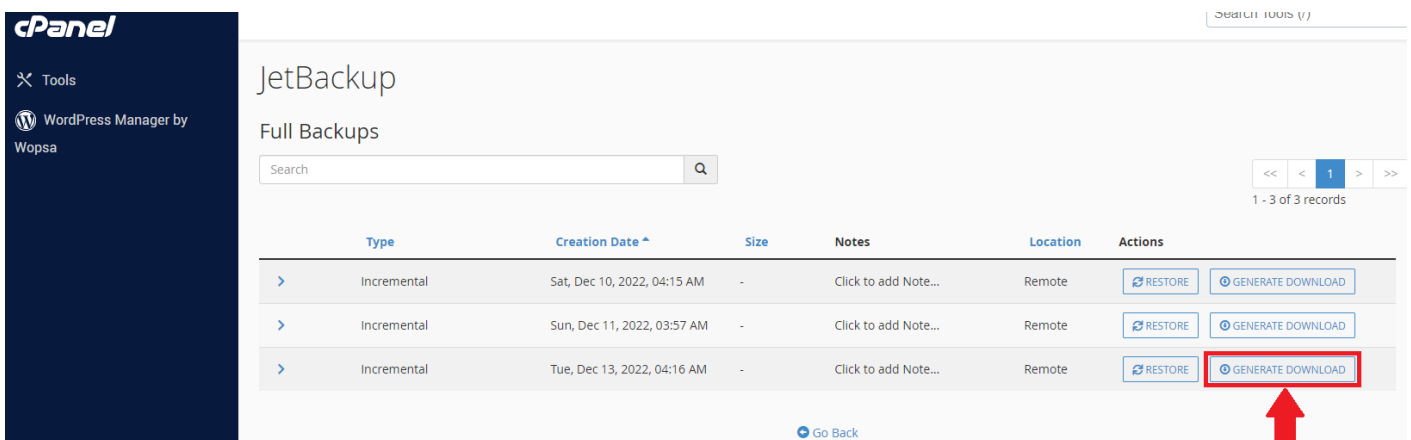 cPanel
Search Tools (/)
Tools
WordPress Manager by
Wopsa
JetBackup
Full Backups
Search
<< < 1 > >>
1 - 3 of 3 records
Type Creation Date Size Notes Location Actions
Incremental Sat, Dec 10, 2022, 04:15 AM - Click to add Note... Remote RESTORE GENERATE DOWNLOAD
Incremental Sun, Dec 11, 2022, 03:57 AM - Click to add Note... Remote RESTORE GENERATE DOWNLOAD
Incremental Tue, Dec 13, 2022, 04:16 AM - Click to add Note... Remote RESTORE GENERATE DOWNLOAD
Go Back